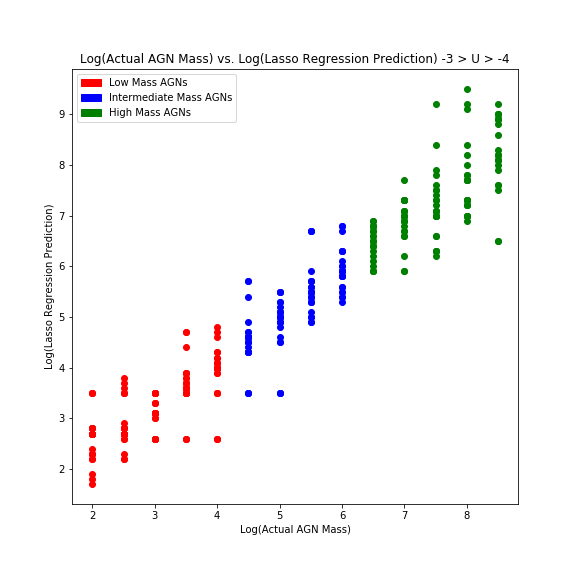 Log(Actual AGN Mass) vs. Log(Lasso Regression Prediction) -3 > U > -4
Low Mass AGNs
Intermediate Mass AGNs
High Mass AGNs
Log(Lasso Regression Prediction)
9
8
7
6
5
4
3
2
2 3 4 5 6 7 8
Log(Actual AGN Mass)